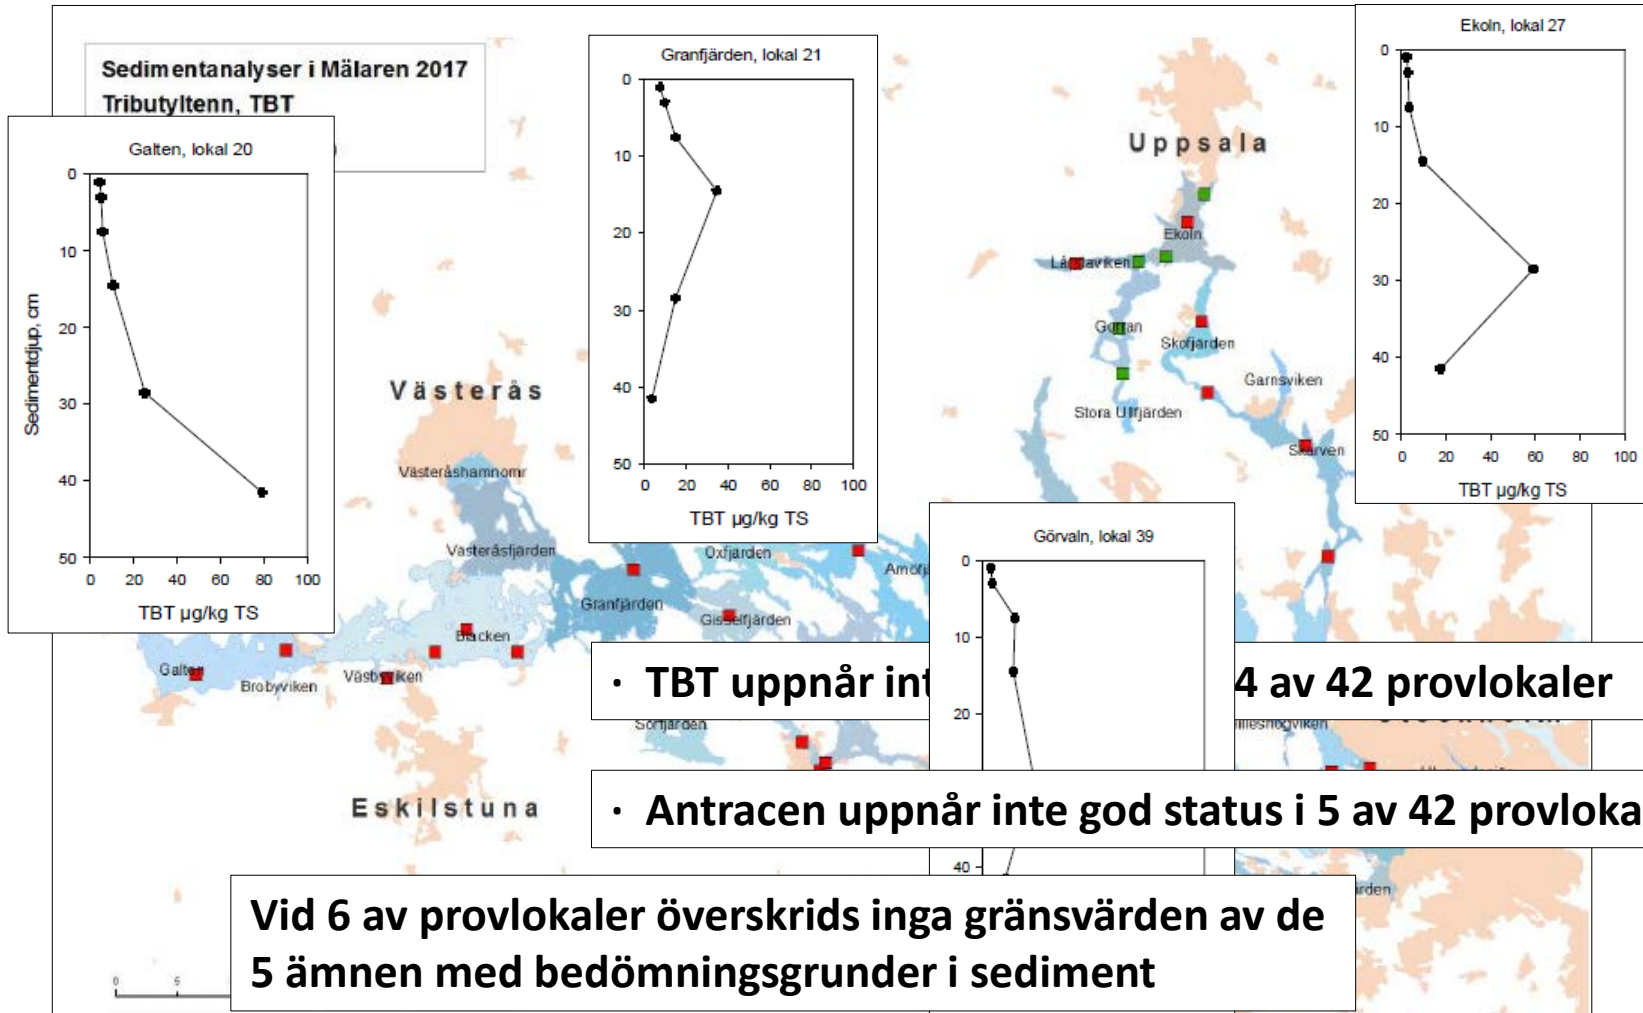 Sedimentanalyser i Mälaren 2017
Tributyltenn, TBT
Galten, lokal 20
0
10
20
30
40
50
Sedimentdjup, cm
0 20 40 60 80 100
TBT µg/kg TS
Granfjärden, lokal 21
0
10
20
30
40
50
0 20 40 60 80 100
TBT µg/kg TS
Ekoln, lokal 27
0
10
20
30
40
50
0 20 40 60 80 100
TBT µg/kg TS
Görvaln, lokal 39
0
10
20
40
Uppsala
Ekoln
Lårstaviken
Gorran
Skofjärden
Garnsviken
Stora Ullfjärden
Skarven
Västerås
Västeråshamnomr
Västeråsfjärden
Oxfjärden
Granfjärden
Gisselfjärden
Blacken
Galten
Brobyviken
Väsbyviken
Eskilstuna
· TBT uppnår
4 av 42 provlokaler
· Antracen uppnår inte god status i 5 av 42
Vid 6 av provlokaler överskrids inga gränsvärden av de
5 ämnen med bedömningsgrunder i sediment